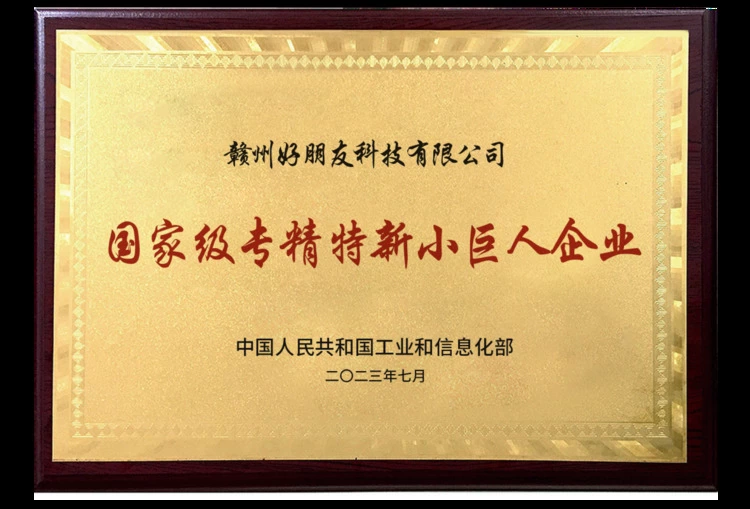 赣州好朋友科技有限公司
国家级专精特新小巨人企业
中国人民共和国工业和信息化部
二〇二三年七月